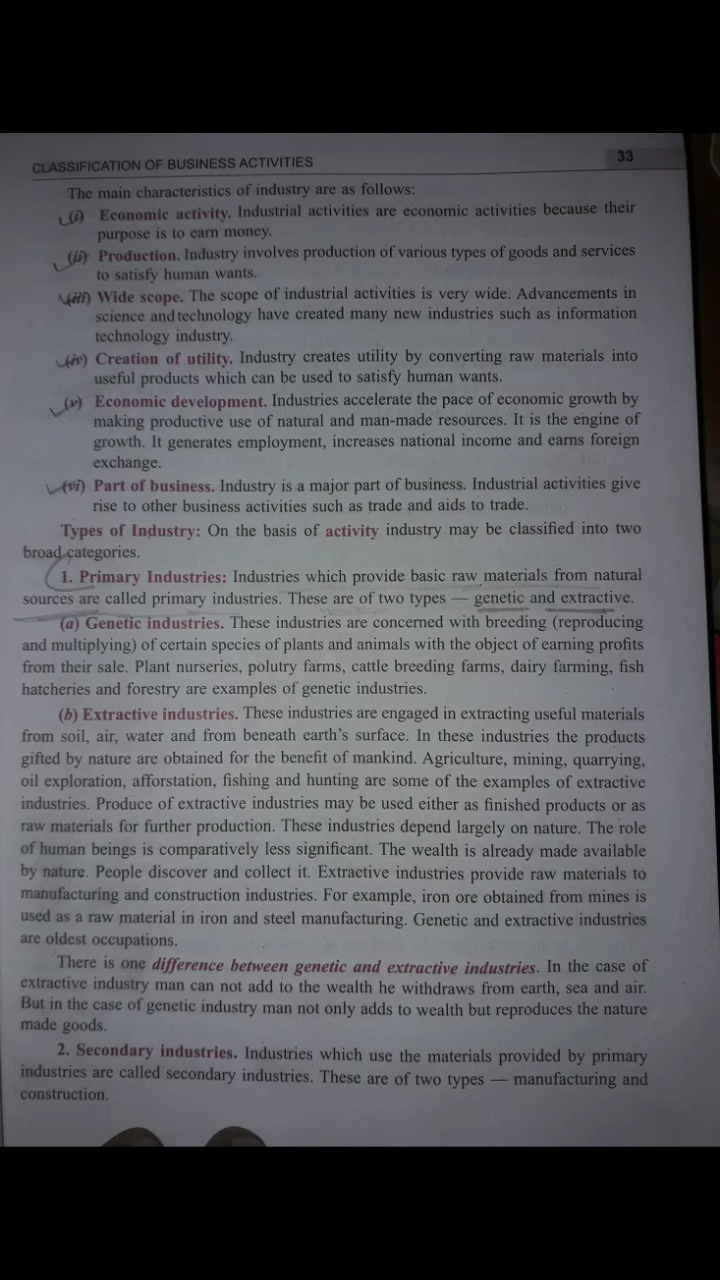 CLASSIFICATION OF BUSINESS ACTIVITIES 33
The main characteristics of industry are as follows:
(i) Economic activity. Industrial activities are economic activities because their
purpose is to earn money.
(ii) Production. Industry involves production of various types of goods and services
to satisfy human wants.
(iii) Wide scope. The scope of industrial activities is very wide. Advancements in
science and technology have created many new industries such as information
technology industry.
(iv) Creation of utility. Industry creates utility by converting raw materials into
useful products which can be used to satisfy human wants.
(v) Economic development. Industries accelerate the pace of economic growth by
making productive use of natural and man-made resources. It is the engine of
growth. It generates employment, increases national income and earns foreign
exchange.
(vi) Part of business. Industry is a major part of business. Industrial activities give
rise to other business activities such as trade and aids to trade.
Types of Industry: On the basis of activity industry may be classified into two
broad categories.
1. Primary Industries: Industries which provide basic raw materials from natural
sources are called primary industries. These are of two types — genetic and extractive.
(a) Genetic industries. These industries are concerned with breeding (reproducing
and multiplying) of certain species of plants and animals with the object of earning profits
from their sale. Plant nurseries, polutry farms, cattle breeding farms, dairy farming, fish
hatcheries and forestry are examples of genetic industries.
(b) Extractive industries. These industries are engaged in extracting useful materials
from soil, air, water and from beneath earth's surface. In these industries the products
gifted by nature are obtained for the benefit of mankind. Agriculture, mining, quarrying,
oil exploration, afforstation, fishing and hunting are some of the examples of extractive
industries. Produce of extractive industries may be used either as finished products or as
raw materials for further production. These industries depend largely on nature. The role
of human beings is comparatively less significant. The wealth is already made available
by nature. People discover and collect it. Extractive industries provide raw materials to
manufacturing and construction industries. For example, iron ore obtained from mines is
used as a raw material in iron and steel manufacturing. Genetic and extractive industries
are oldest occupations.
There is one difference between genetic and extractive industries. In the case of
extractive industry man can not add to the wealth he withdraws from earth, sea and air.
But in the case of genetic industry man not only adds to wealth but reproduces the nature
made goods.
2. Secondary industries. Industries which use the materials provided by primary
industries are called secondary industries. These are of two types — manufacturing and
construction.